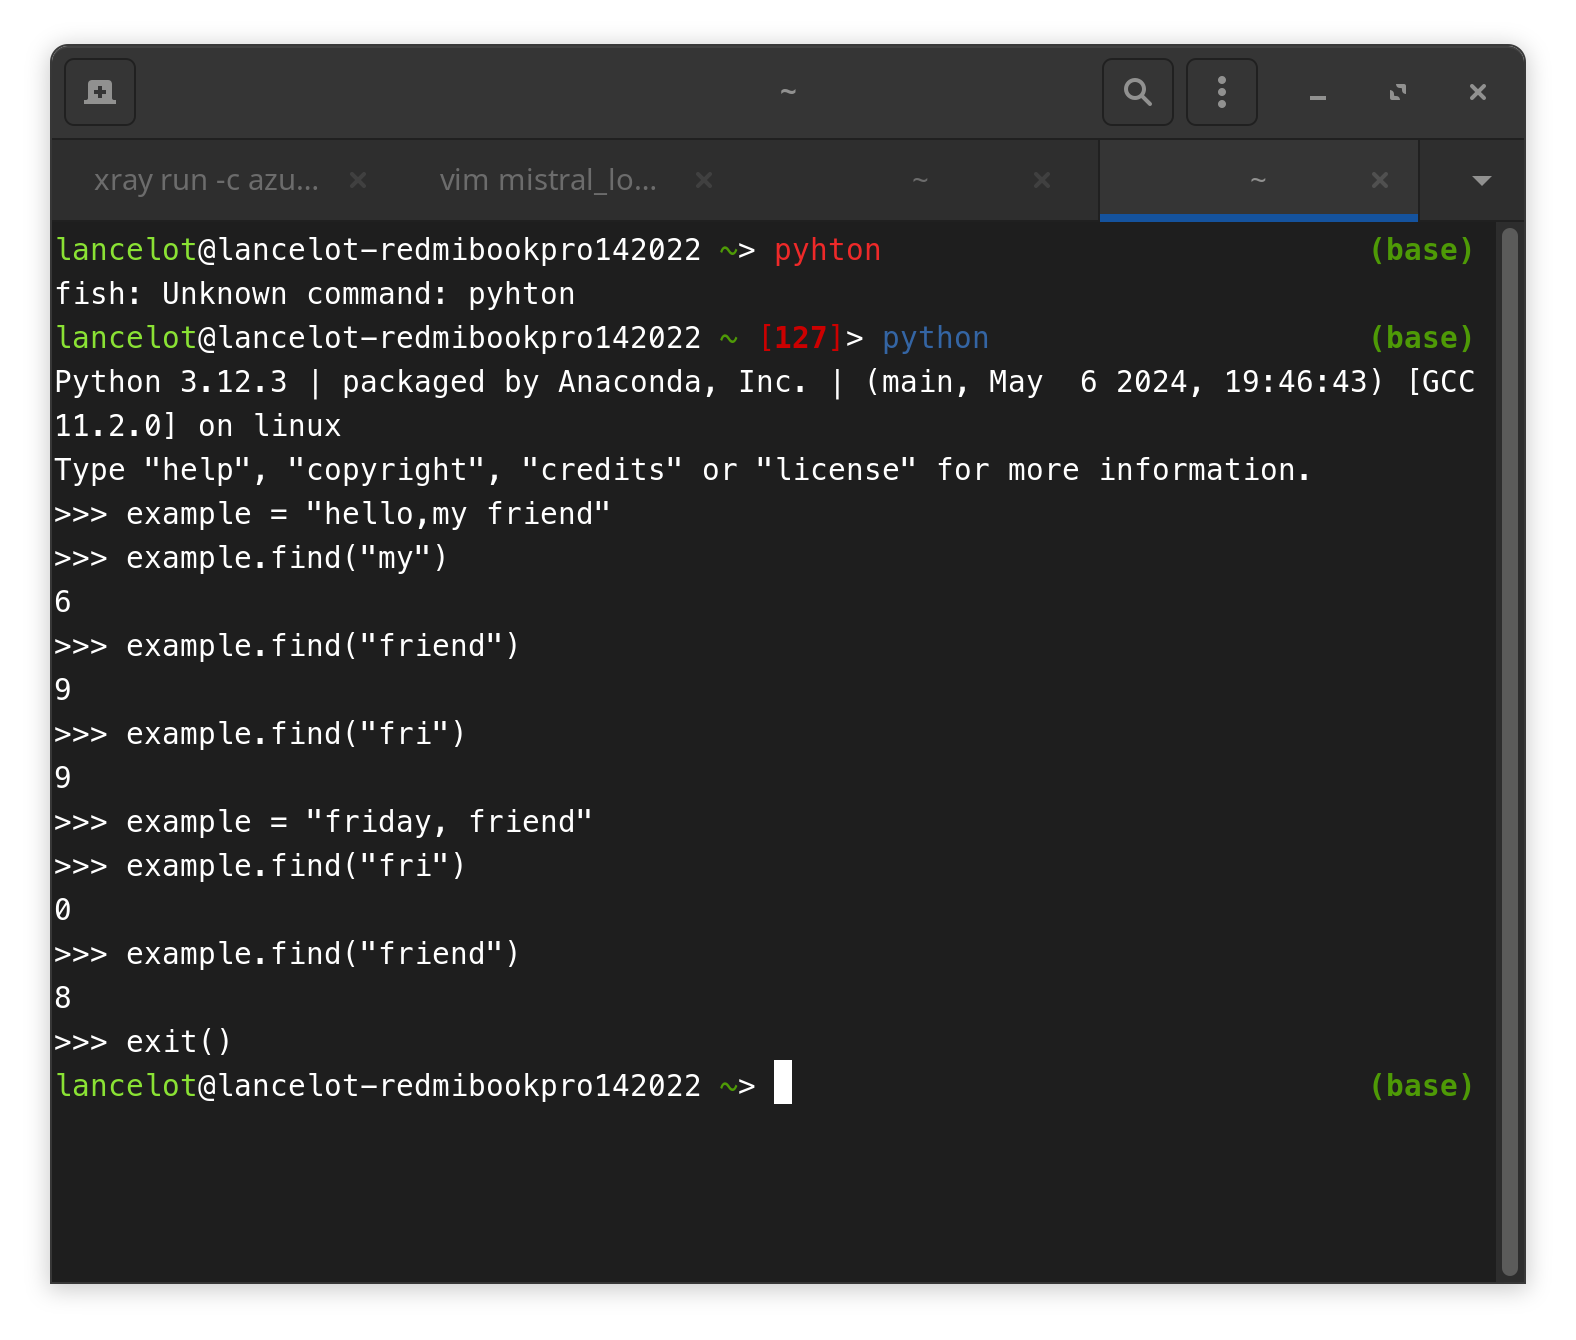 ~
xray run -c azu... vim mistral_lo... ~ ~
lancelot@lancelot-redmibookpro142022 ~> pyhton (base)
fish: Unknown command: pyhton
lancelot@lancelot-redmibookpro142022 ~ [127]> python (base)
Python 3.12.3 | packaged by Anaconda, Inc. | (main, May  6 2024, 19:46:43) [GCC
11.2.0] on linux
Type "help", "copyright", "credits" or "license" for more information.
>>> example = "hello,my friend"
>>> example.find("my")
6
>>> example.find("friend")
9
>>> example.find("fri")
9
>>> example = "friday, friend"
>>> example.find("fri")
0
>>> example.find("friend")
8
>>> exit()
lancelot@lancelot-redmibookpro142022 ~> (base)